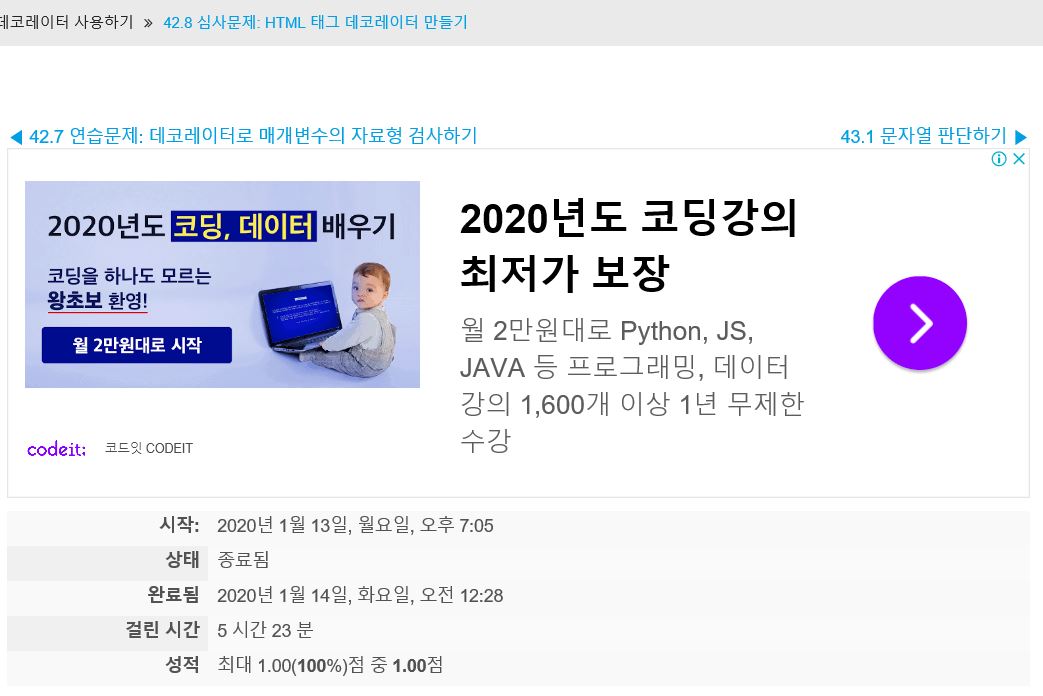 데코레이터 사용하기 » 42.8 심사문제: HTML 태그 데코레이터 만들기
◀ 42.7 연습문제: 데코레이터로 매개변수의 자료형 검사하기
43.1 문자열 판단하기 ▶
2020년도 코딩, 데이터 배우기
코딩을 하나도 모르는
왕초보 환영!
월 2만원대로 시작
codeit:
코드잇 CODEIT
2020년도 코딩강의
최저가 보장
월 2만원대로 Python, JS,
JAVA 등 프로그래밍, 데이터
강의 1,600개 이상 1년 무제한
수강
시작: 2020년 1월 13일, 월요일, 오후 7:05
상태 종료됨
완료됨 2020년 1월 14일, 화요일, 오전 12:28
걸린 시간 5 시간 23 분
성적 최대 1.00(100%)점 중 1.00점